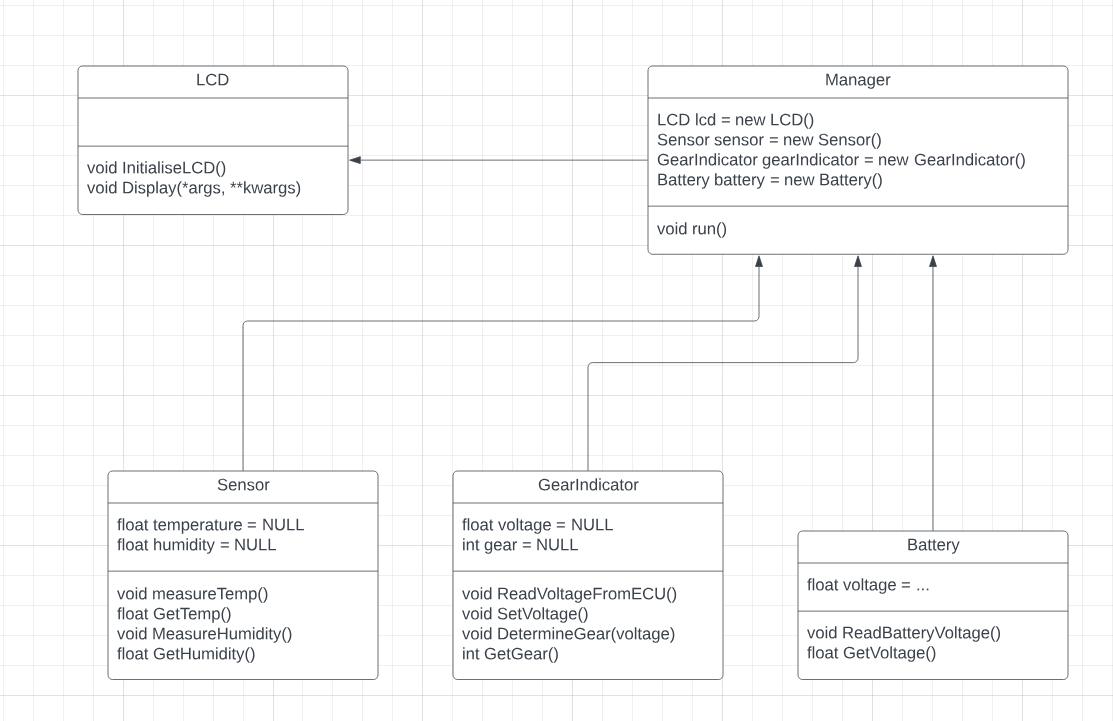 LCD
void InitialiseLCD()
void Display(*args, **kwargs)
Manager
LCD lcd = new LCD()
Sensor sensor = new Sensor()
GearIndicator gearIndicator = new GearIndicator()
Battery battery = new Battery()
void run()
Sensor
float temperature = NULL
float humidity = NULL
void measureTemp()
float GetTemp()
void MeasureHumidity()
float GetHumidity()
GearIndicator
float voltage = NULL
int gear = NULL
void ReadVoltageFromECU()
void SetVoltage()
void DetermineGear(voltage)
int GetGear()
Battery
float voltage = ...
void ReadBatteryVoltage()
float GetVoltage()